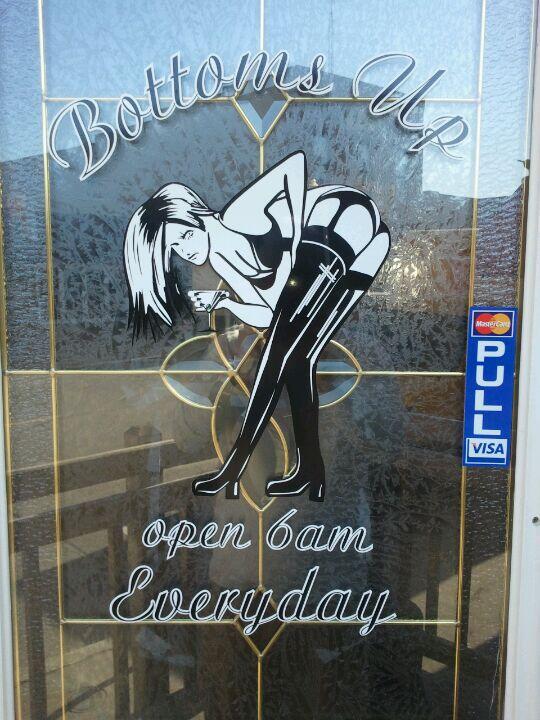 Bottoms Up
MasterCard
PULL
VISA
open 6am
Everyday